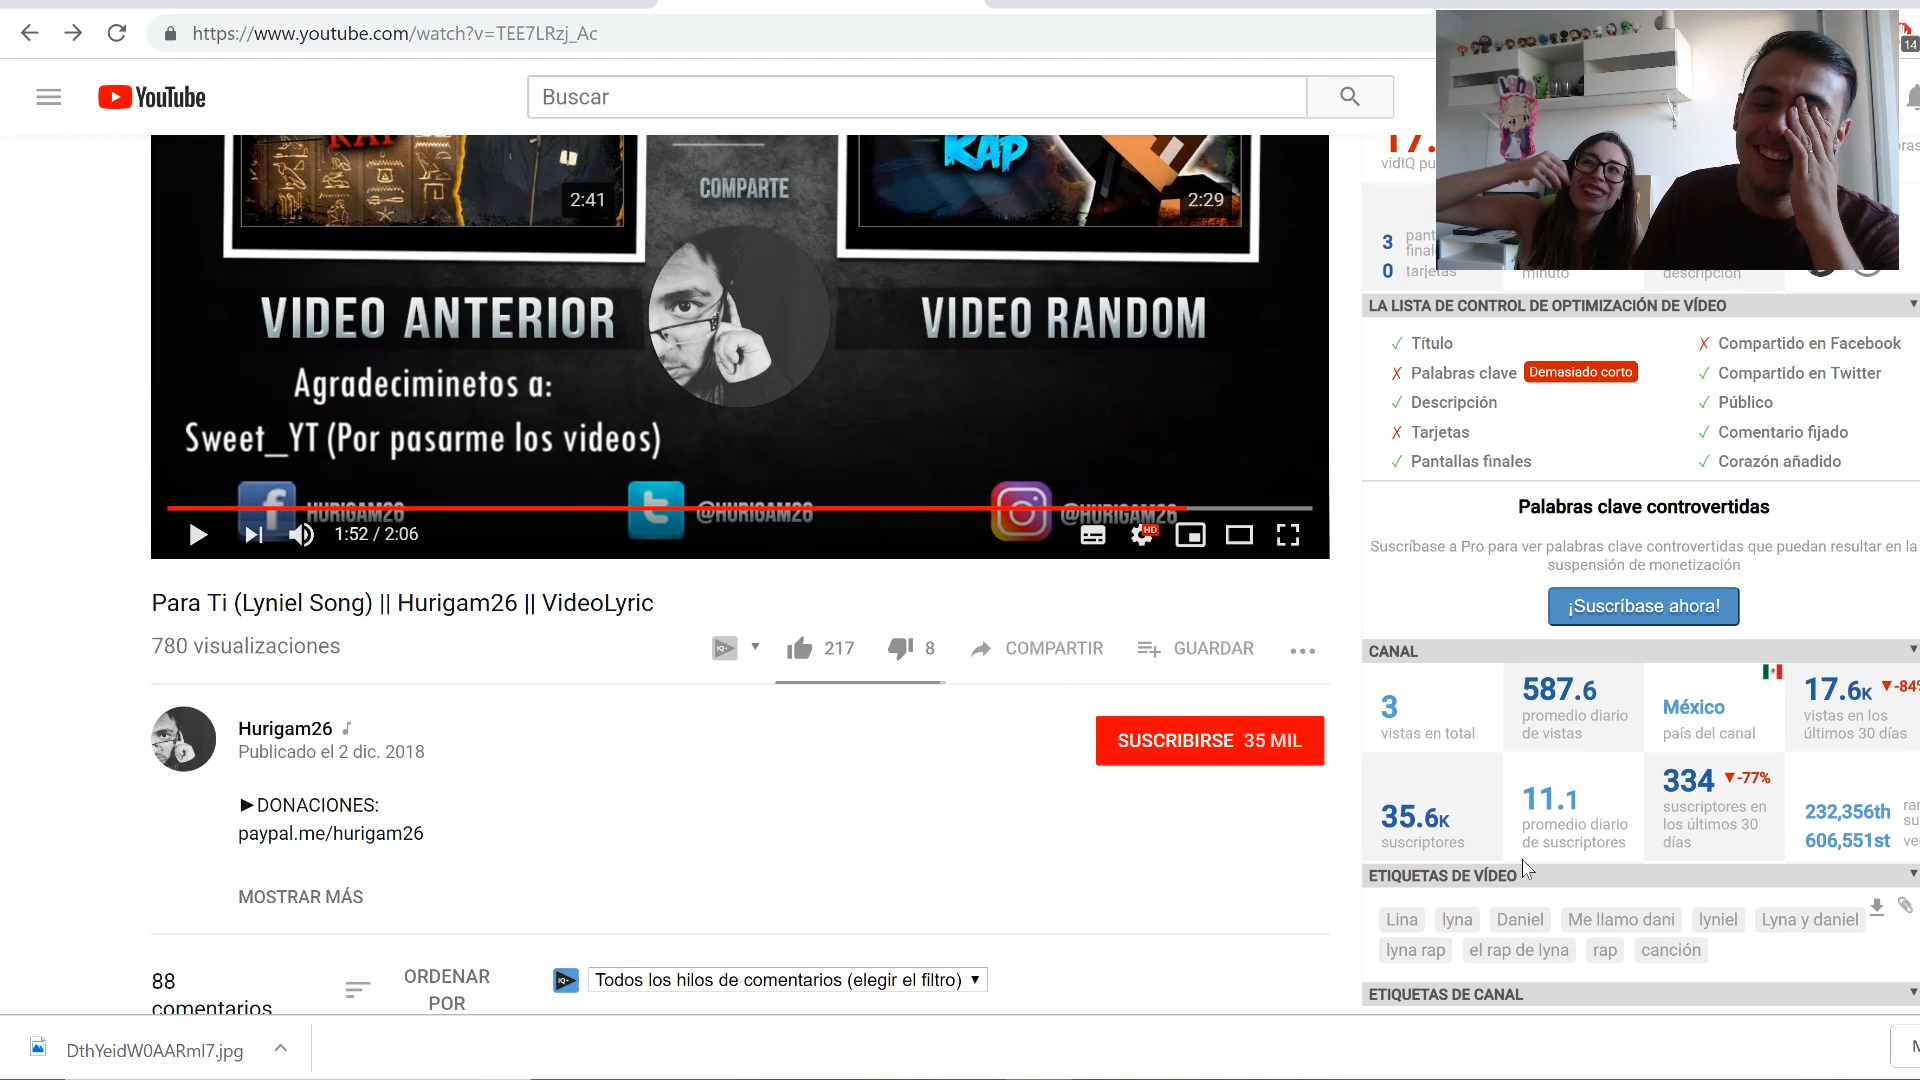 https://www.youtube.com/watch?v=TEE7LRzj_Ac
14
YouTube
Buscar
RAP
2:41
COMPARTE
RAP
2:29
VIDEO ANTERIOR
VIDEO RANDOM
Agradeciminetos a:
Sweet_YT (Por pasarme los videos)
HURIGAM26
@HURIGAM26
@HURIGAM26
1:52 / 2:06
HD
Para Ti (Lyniel Song) || Hurigam26 || VideoLyric
780 visualizaciones
217
8
COMPARTIR
GUARDAR
Hurigam26
Publicado el 2 dic. 2018
SUSCRIBIRSE 35 MIL
►DONACIONES:
paypal.me/hurigam26
MOSTRAR MÁS
88
comentarios
ORDENAR
POR
Todos los hilos de comentarios (elegir el filtro)
17.
vidIQ pu
3 pant
final
0 tarjetas
minuto
descripción
LA LISTA DE CONTROL DE OPTIMIZACIÓN DE VÍDEO
✓ Título
✗ Compartido en Facebook
✗ Palabras clave Demasiado corto
✓ Compartido en Twitter
✓ Descripción
✓ Público
✗ Tarjetas
✓ Comentario fijado
✓ Pantallas finales
✓ Corazón añadido
Palabras clave controvertidas
Suscríbase a Pro para ver palabras clave controvertidas que puedan resultar en la
suspensión de monetización
¡Suscríbase ahora!
CANAL
3
vistas en total
587.6
promedio diario
de vistas
México
país del canal
17.6K ▼-84%
vistas en los
últimos 30 días
35.6K
suscriptores
11.1
promedio diario
de suscriptores
334 ▼-77%
suscriptores en
los últimos 30
días
232,356th
606,551st
ETIQUETAS DE VÍDEO
Lina lyna Daniel Me llamo dani lyniel Lyna y daniel
lyna rap el rap de lyna rap canción
ETIQUETAS DE CANAL
DthYeidW0AARml7.jpg